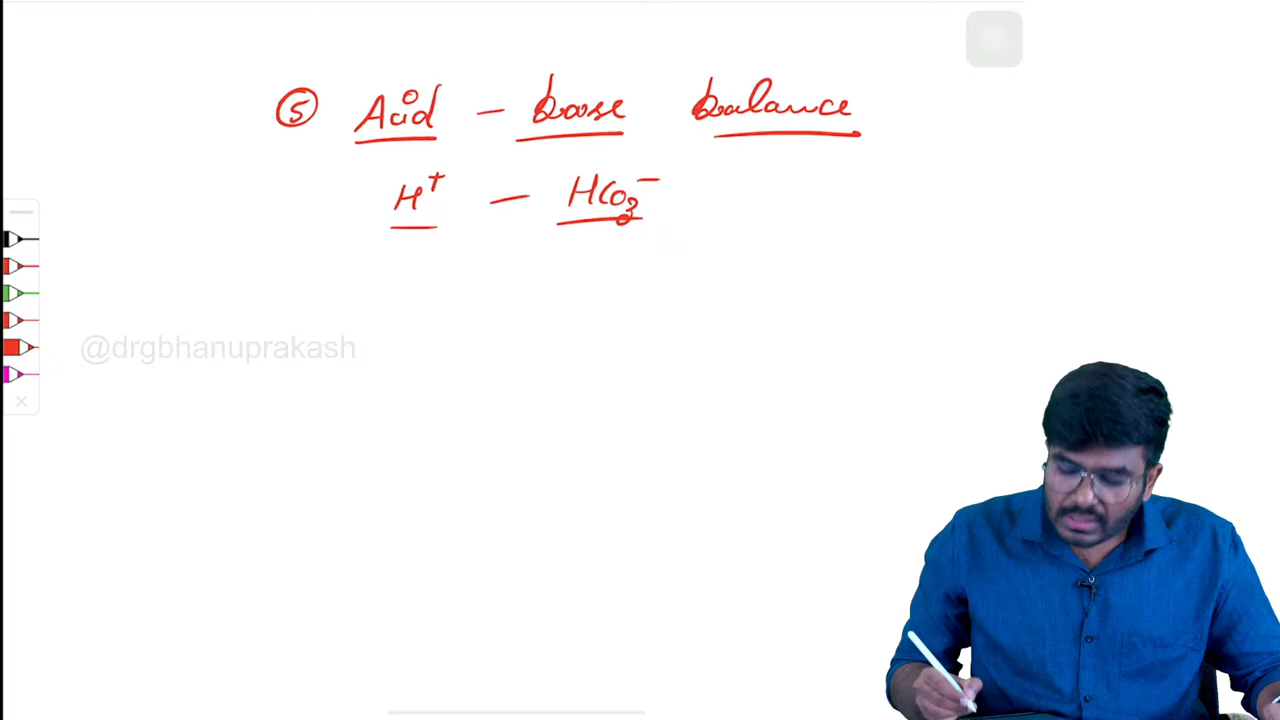 ⑤ Acid - base balance
H⁺ - HCO₃⁻
@drgbhanuprakash